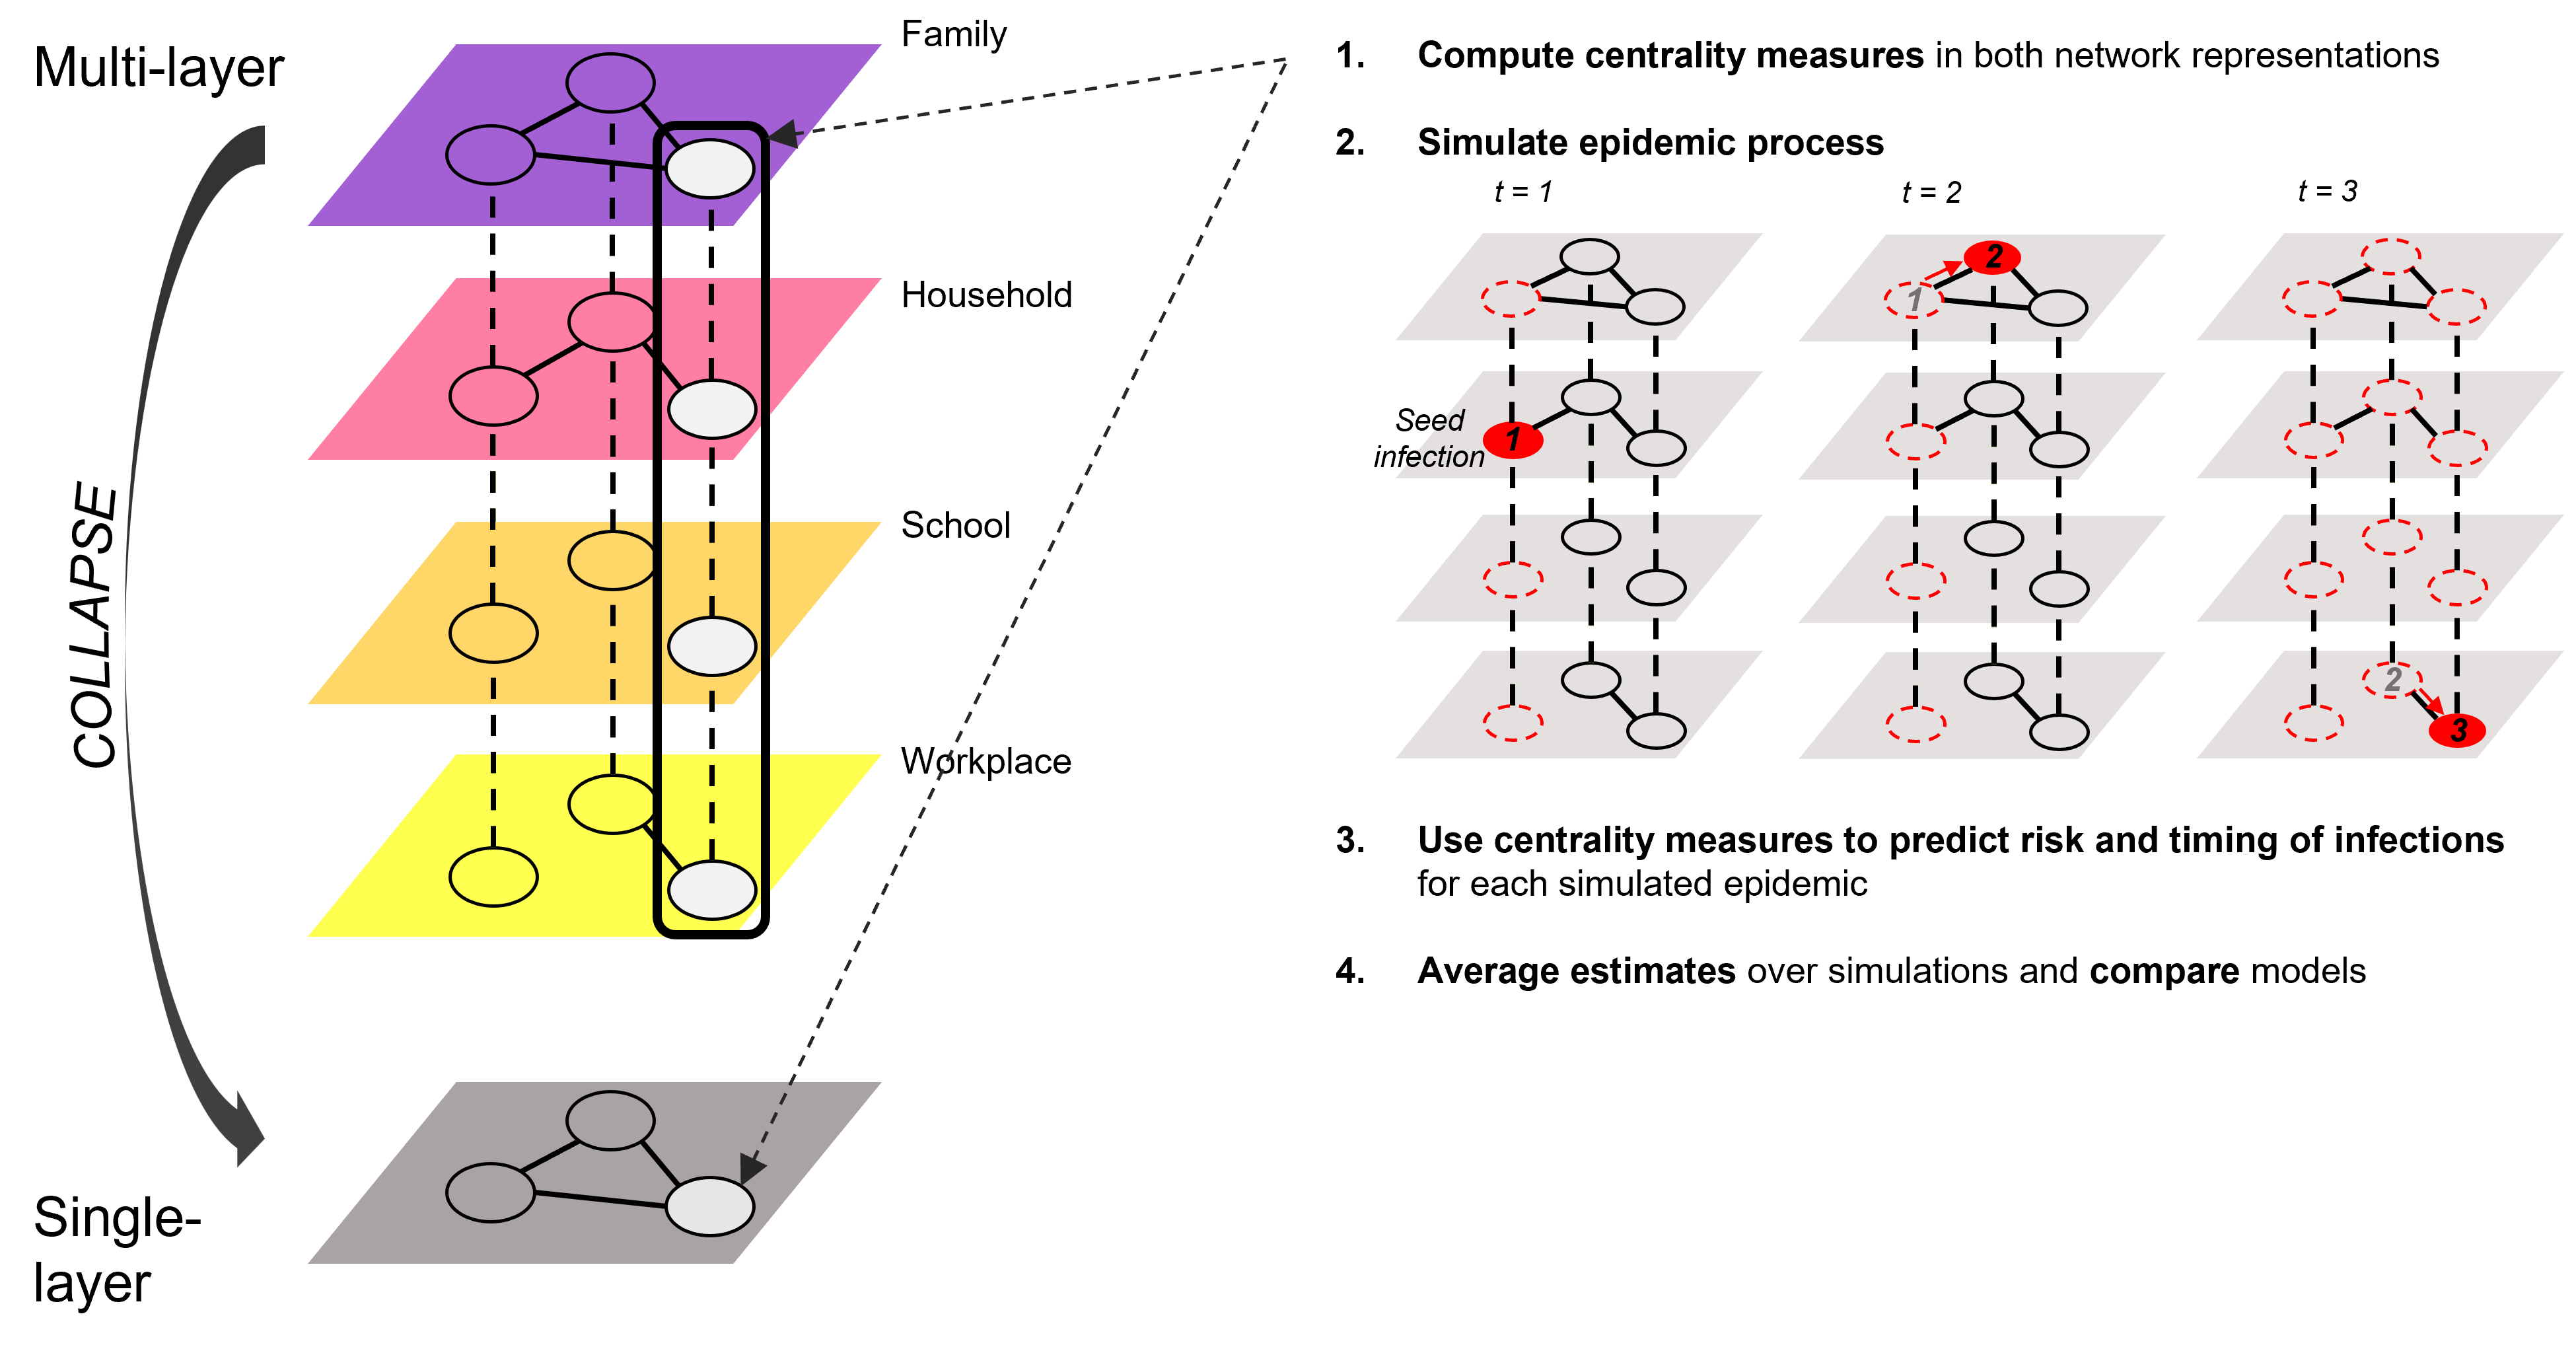 Multi-layer
Family
Household
School
Workplace
COLLAPSE
Single-
layer
1. Compute centrality measures in both network representations
2. Simulate epidemic process
t = 1
t = 2
t = 3
2
1
Seed
infection
1
2
3
3. Use centrality measures to predict risk and timing of infections
for each simulated epidemic
4. Average estimates over simulations and compare models